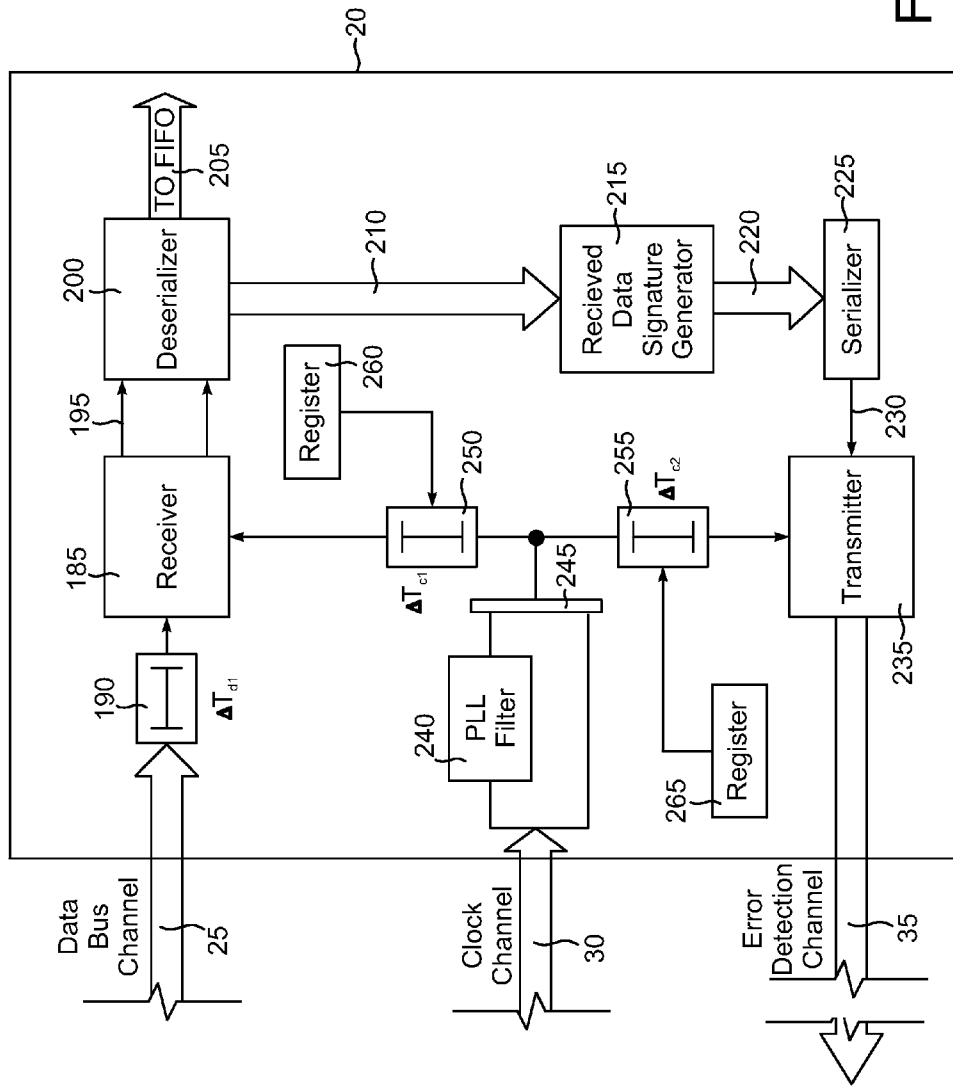 20
TO FIFO
205
200
Deserializer
195
210
185
Receiver
190
ΔTd1
Data
Bus
Channel
25
Register
260
250
ΔTc1
215
Recieved
Data
Signature
Generator
220
225
Serializer
230
240
PLL
Filter
245
255
ΔTc2
Clock
Channel
30
Register
265
Transmitter
235
Error
Detection
Channel
35
F